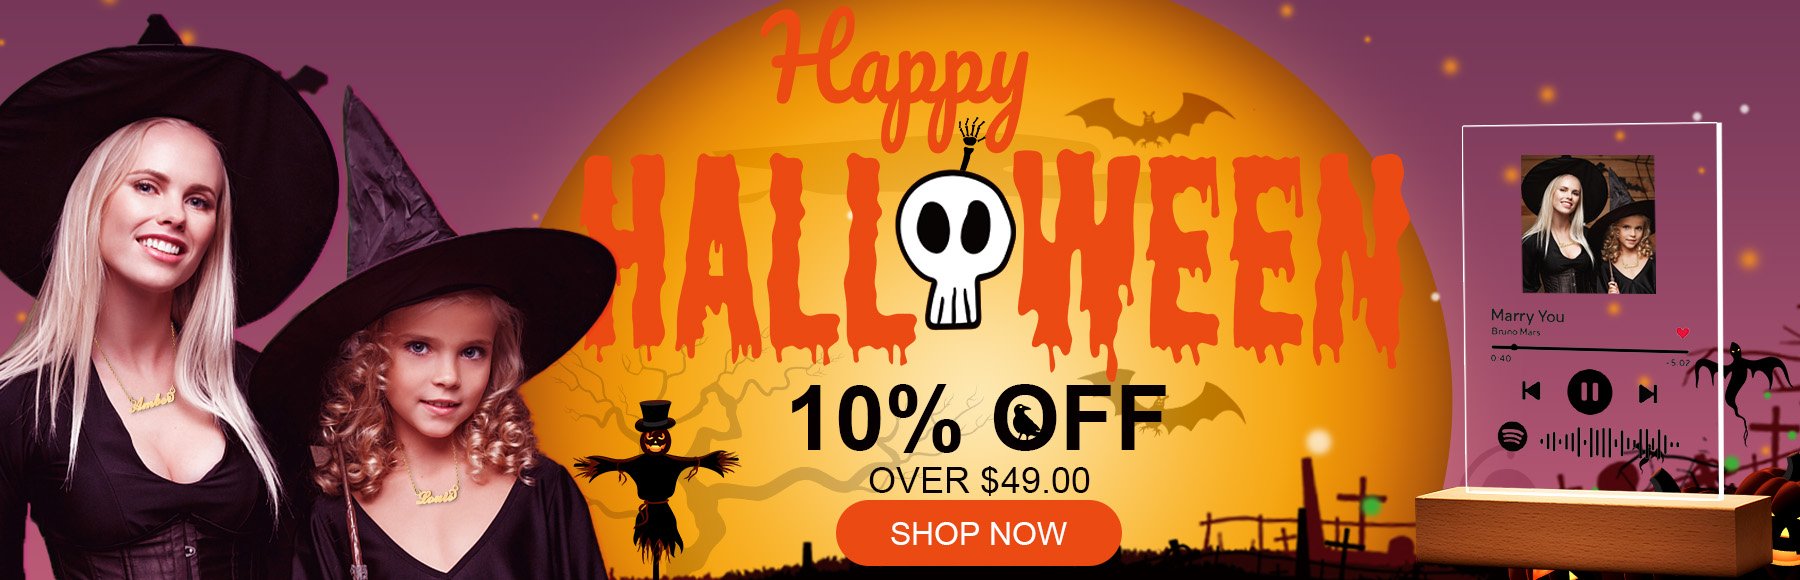 Happy
HALLOWEEN
10% OFF
OVER $49.00
SHOP NOW
Marry You
Bruno Mars
0:40
-5:02